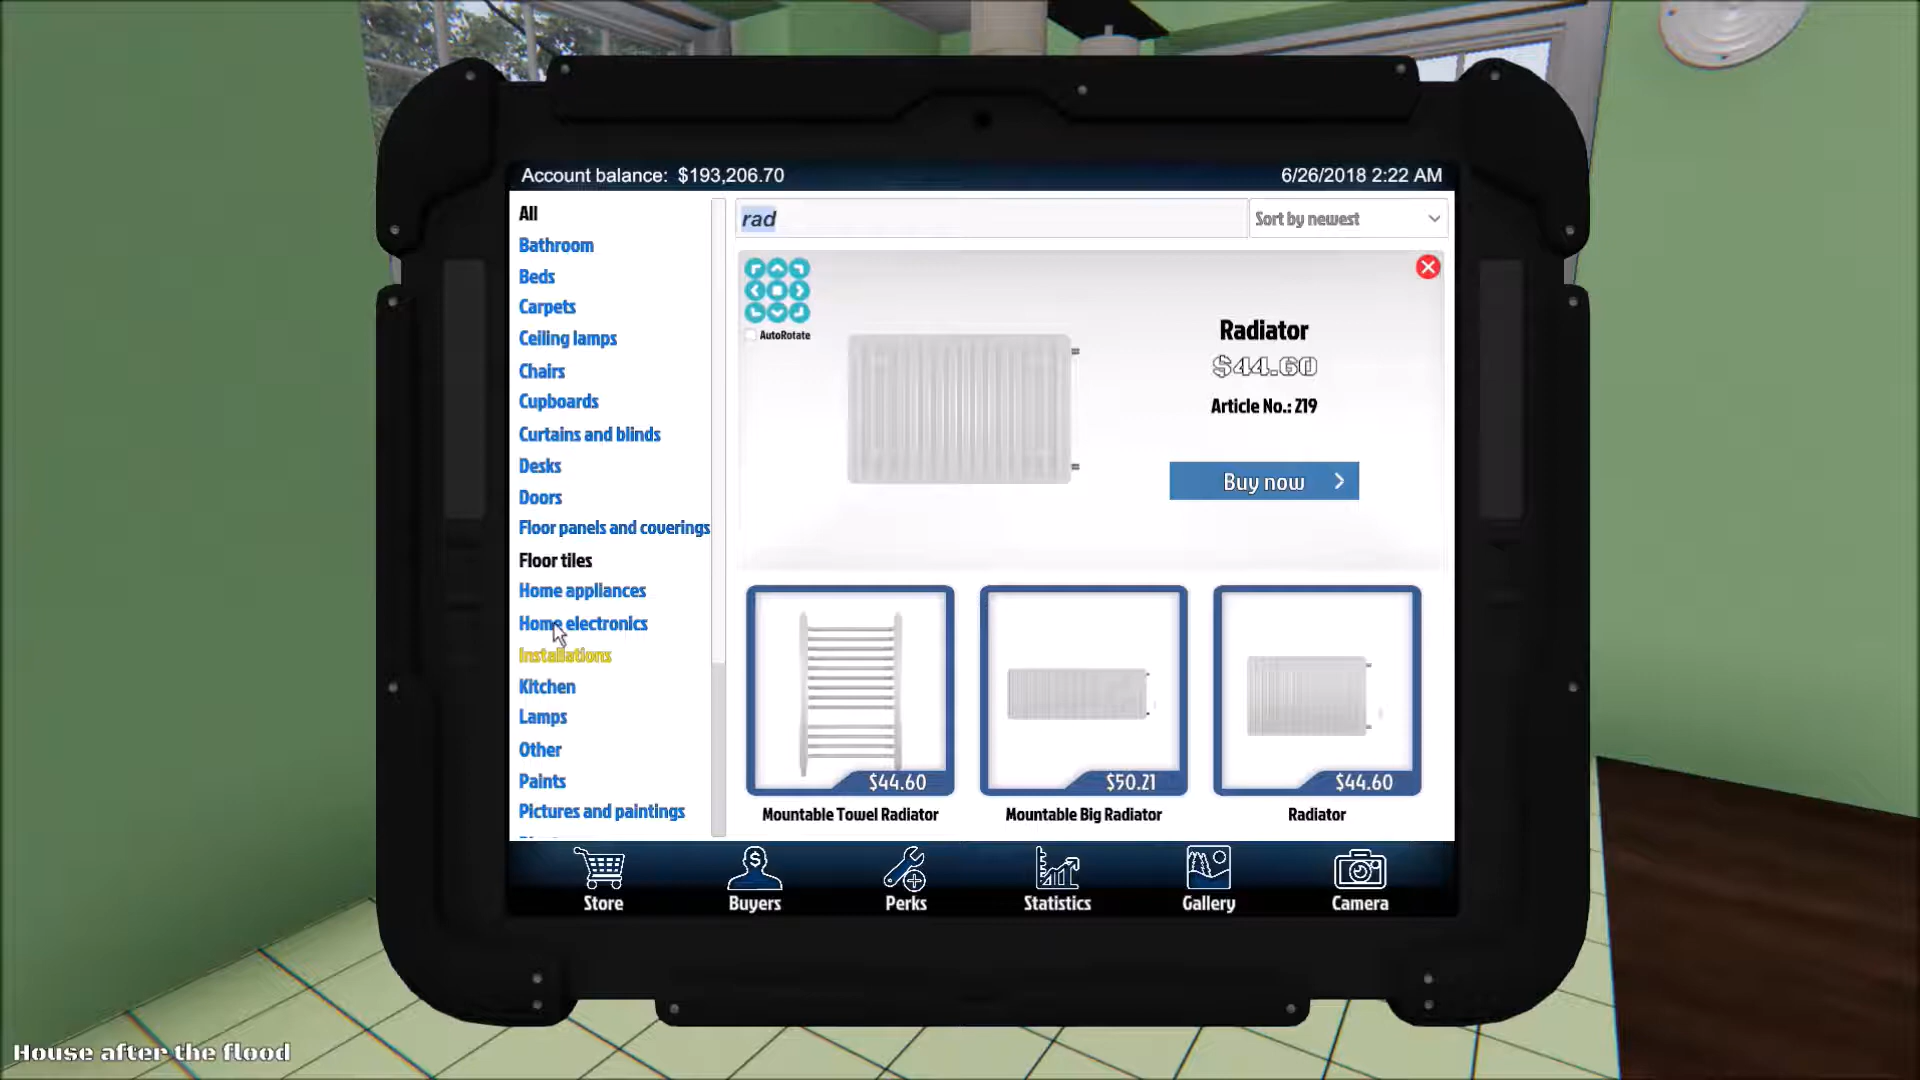 Account balance: $193,206.70
6/26/2018 2:22 AM
All
Bathroom
Beds
Carpets
Ceiling lamps
Chairs
Cupboards
Curtains and blinds
Desks
Doors
Floor panels and coverings
Floor tiles
Home appliances
Home electronics
Installations
Kitchen
Lamps
Other
Paints
Pictures and paintings
rad
Sort by newest
AutoRotate
Radiator
$44.60
Article No.: 219
Buy now
$44.60
Mountable Towel Radiator
$50.21
Mountable Big Radiator
$44.60
Radiator
Store
Buyers
Perks
Statistics
Gallery
Camera
House after the flood